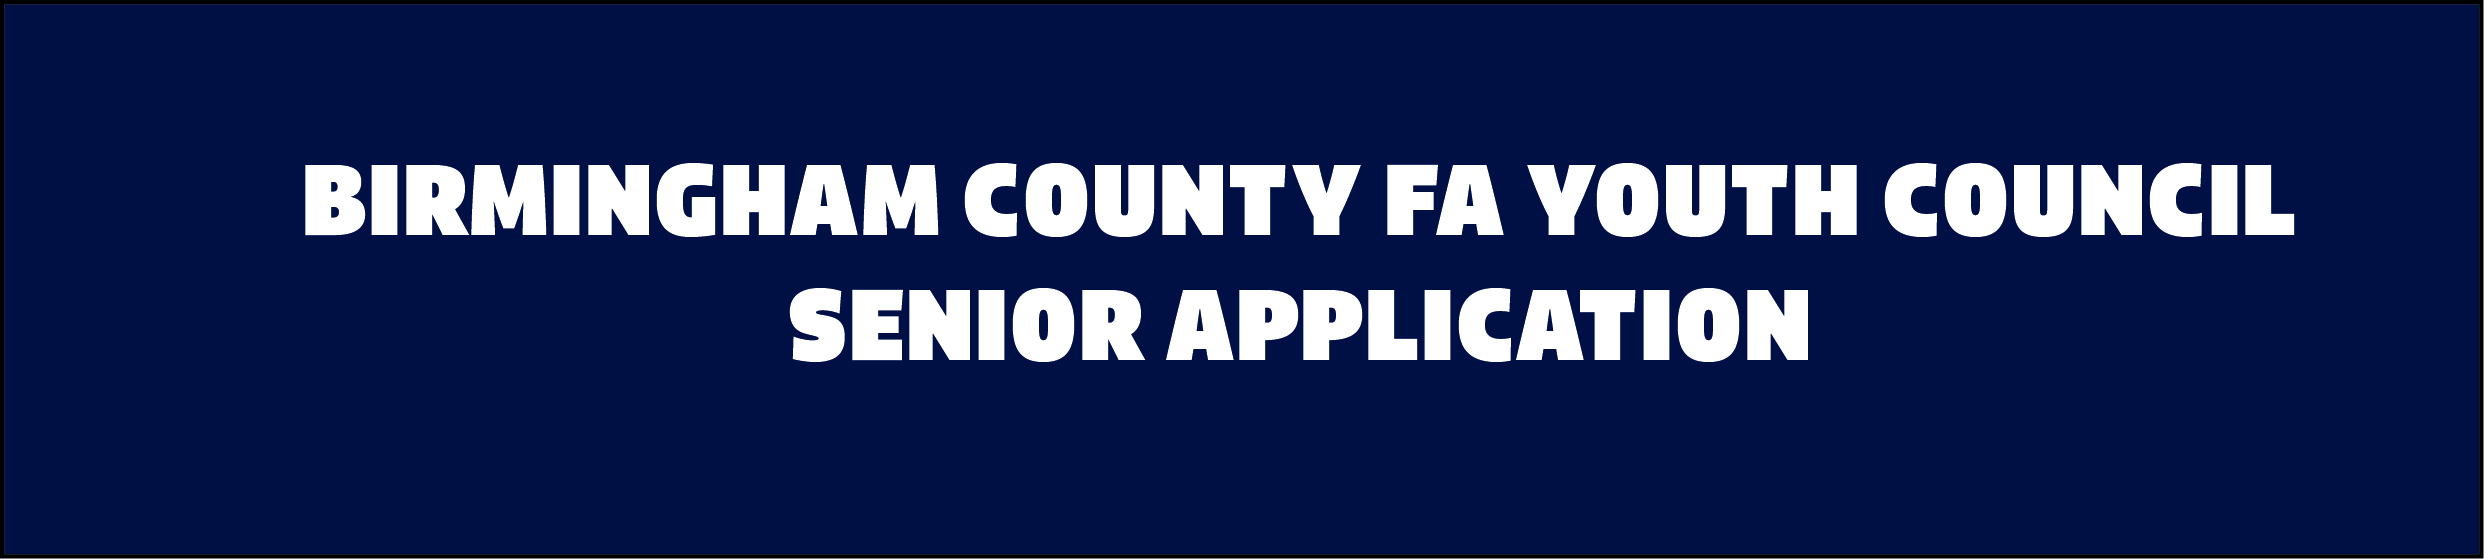 BIRMINGHAM COUNTY FA YOUTH COUNCIL
SENIOR APPLICATION